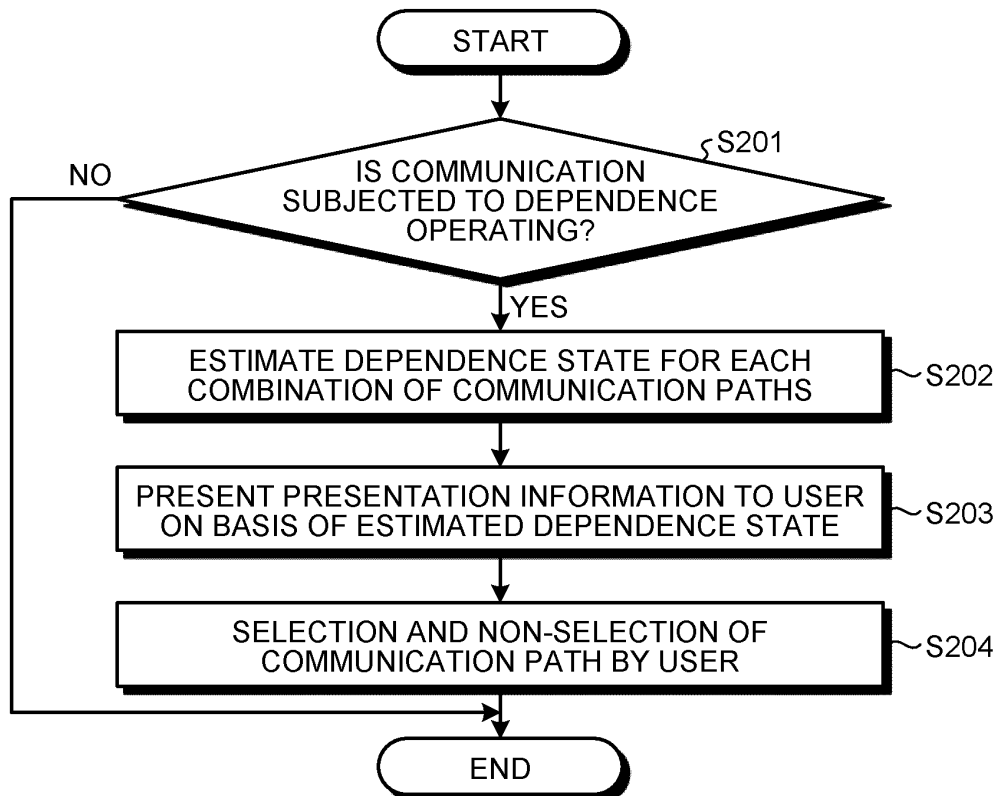 START
S201
IS COMMUNICATION
SUBJECTED TO DEPENDENCE
OPERATING?
NO
YES
ESTIMATE DEPENDENCE STATE FOR EACH
COMBINATION OF COMMUNICATION PATHS
S202
PRESENT PRESENTATION INFORMATION TO USER
ON BASIS OF ESTIMATED DEPENDENCE STATE
S203
SELECTION AND NON-SELECTION OF
COMMUNICATION PATH BY USER
S204
END